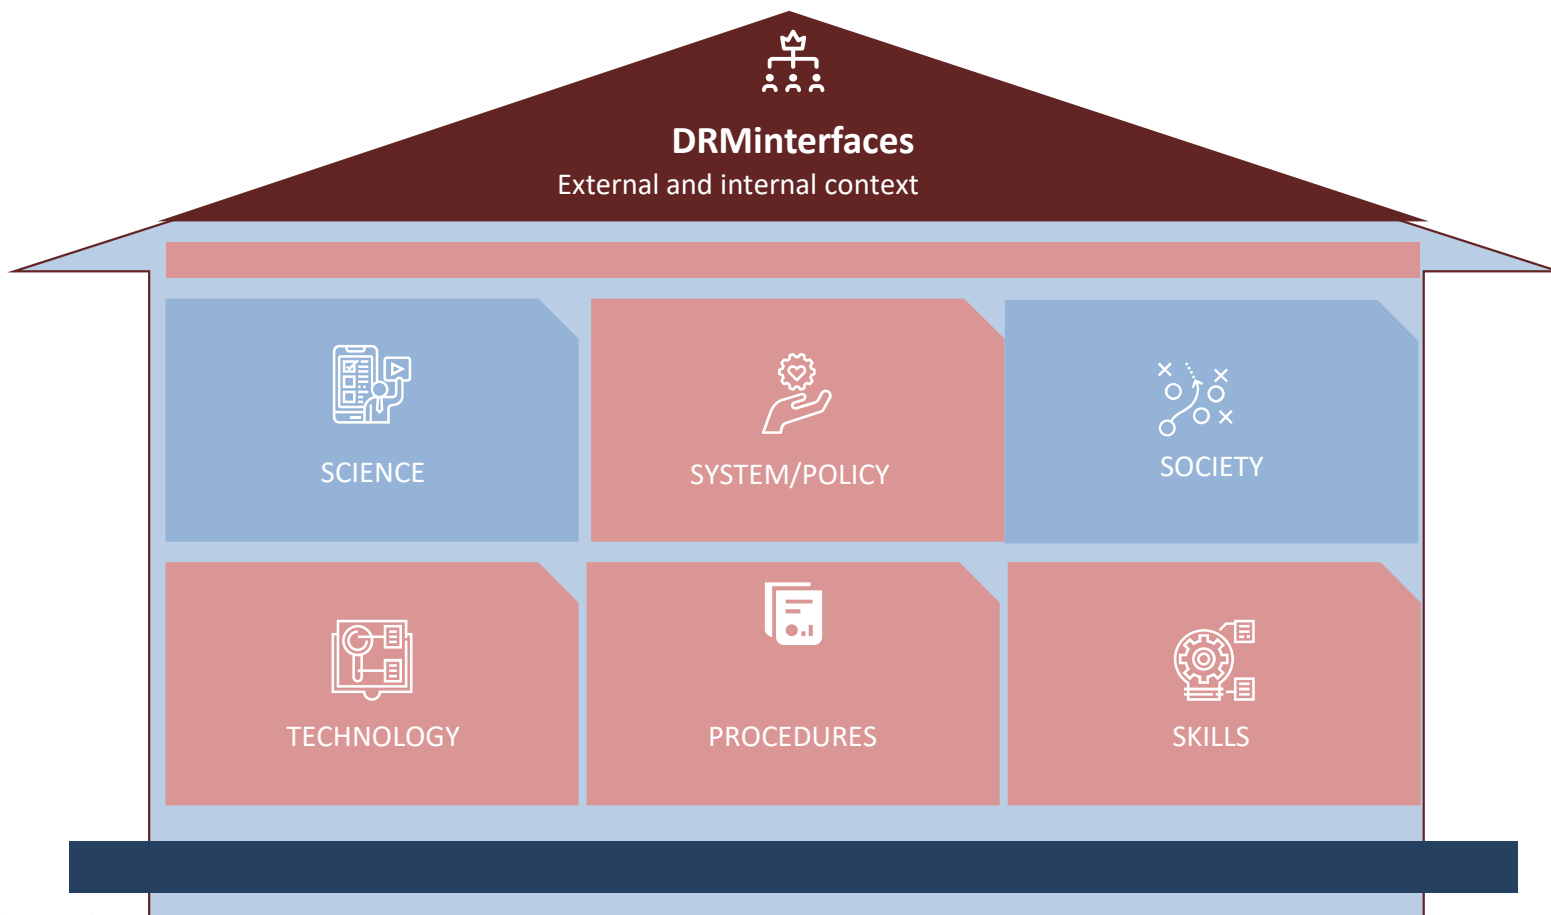 DRMinterfaces
External and internal context
SCIENCE
SYSTEM/POLICY
SOCIETY
TECHNOLOGY
PROCEDURES
SKILLS